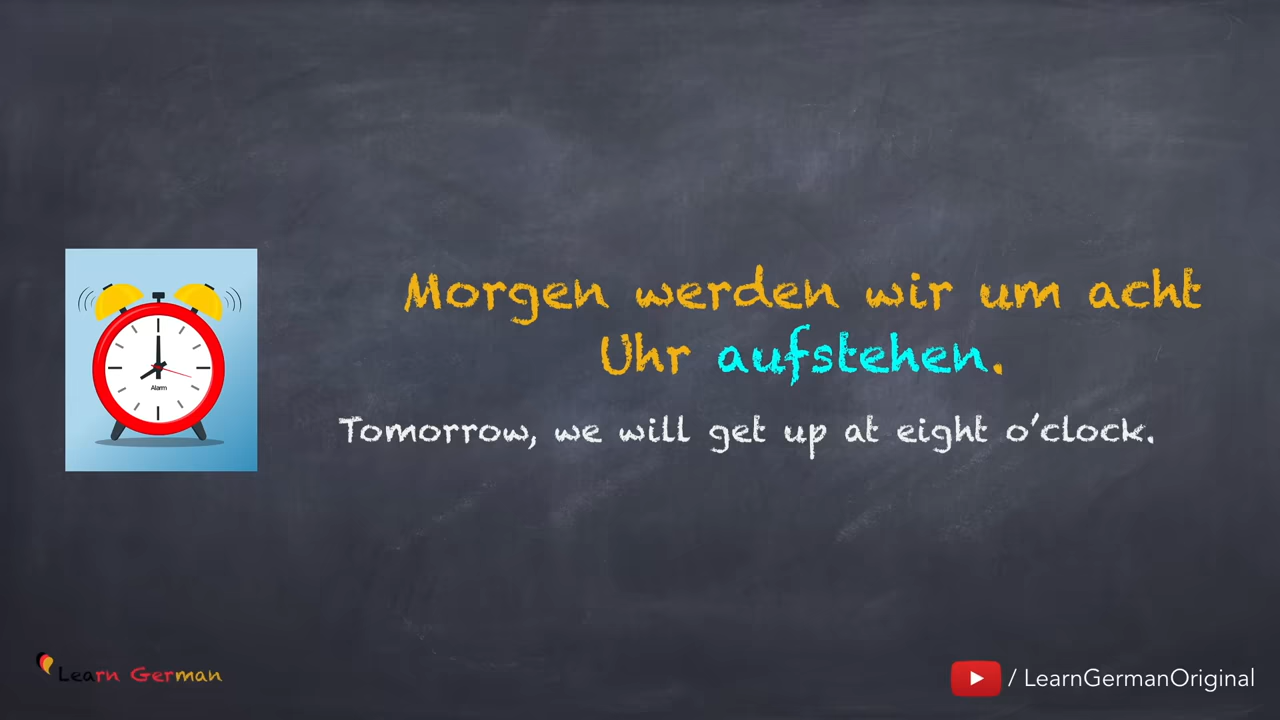 Morgen werden wir um acht
Uhr aufstehen.
Tomorrow, we will get up at eight o'clock.
Alarm
Learn German
/ LearnGermanOriginal